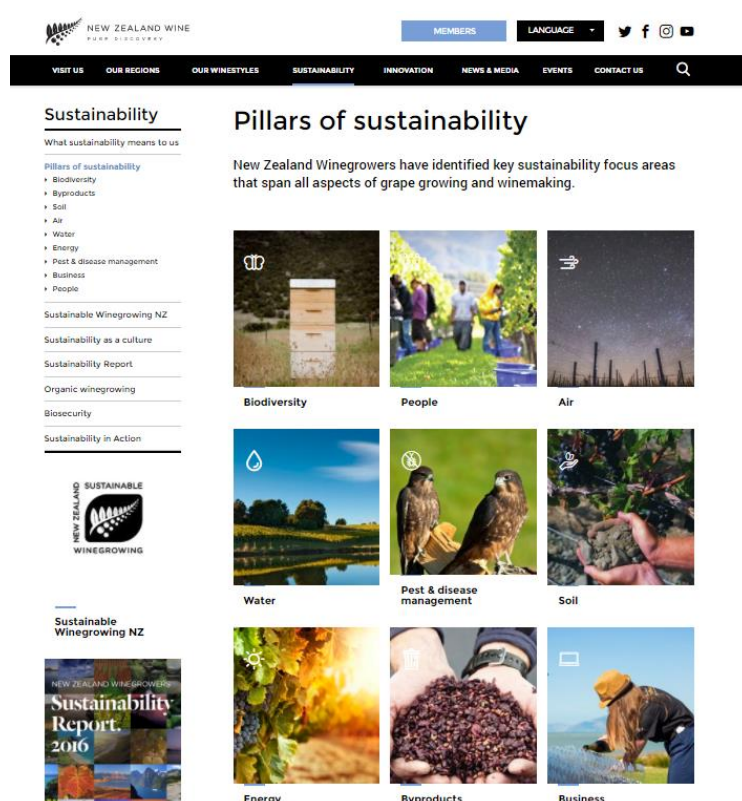 NEW ZEALAND WINE
PURE DISCOVERY
MEMBERS
LANGUAGE
VISIT US
OUR REGIONS
OUR WINESTYLES
SUSTAINABILITY
INNOVATION
NEWS & MEDIA
EVENTS
CONTACT US
Sustainability
What sustainability means to us
Pillars of sustainability
Biodiversity
Byproducts
Soil
Air
Water
Energy
Pest & disease management
Business
People
Sustainable Winegrowing NZ
Sustainability as a culture
Sustainability Report
Organic winegrowing
Biosecurity
Sustainability in Action
NEW ZEALAND
SUSTAINABLE
WINEGROWING
Sustainable
Winegrowing NZ
NEW ZEALAND WINEGROWERS
Sustainability
Report.
2016
Pillars of sustainability
New Zealand Winegrowers have identified key sustainability focus areas
that span all aspects of grape growing and winemaking.
Biodiversity
People
Air
Water
Pest & disease
management
Soil
Energy
Byproducts
Business